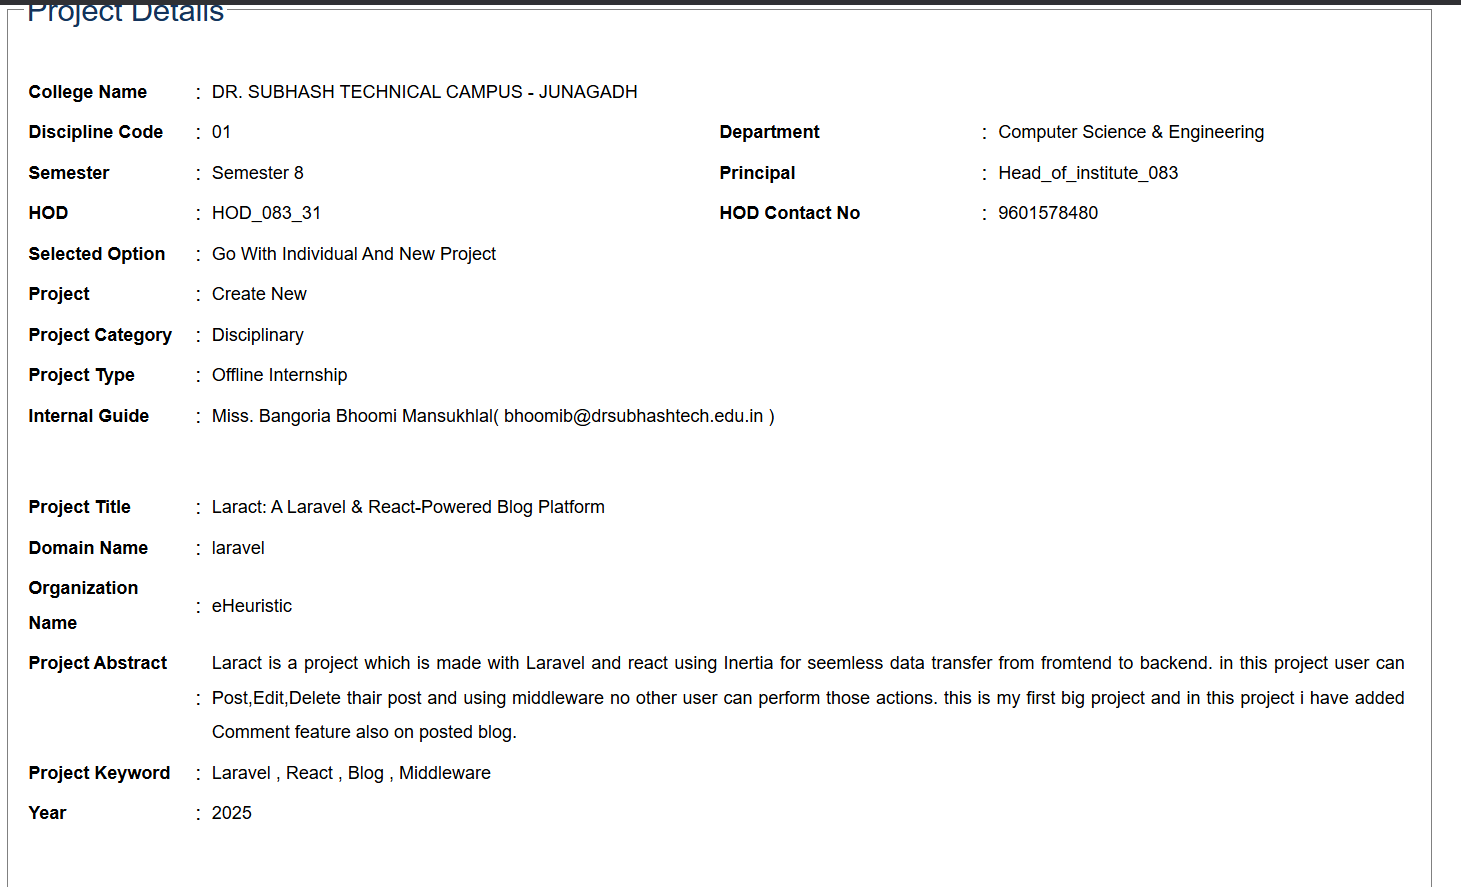 Project Details
College Name : DR. SUBHASH TECHNICAL CAMPUS - JUNAGADH
Discipline Code : 01 Department : Computer Science & Engineering
Semester : Semester 8 Principal : Head_of_institute_083
HOD : HOD_083_31 HOD Contact No : 9601578480
Selected Option : Go With Individual And New Project
Project : Create New
Project Category : Disciplinary
Project Type : Offline Internship
Internal Guide : Miss. Bangoria Bhoomi Mansukhlal( bhoomib@drsubhashtech.edu.in )
Project Title : Laract: A Laravel & React-Powered Blog Platform
Domain Name : laravel
Organization
Name : eHeuristic
Project Abstract : Laract is a project which is made with Laravel and react using Inertia for seemless data transfer from fromtend to backend. in this project user can
Post,Edit,Delete thair post and using middleware no other user can perform those actions. this is my first big project and in this project i have added
Comment feature also on posted blog.
Project Keyword : Laravel , React , Blog , Middleware
Year : 2025